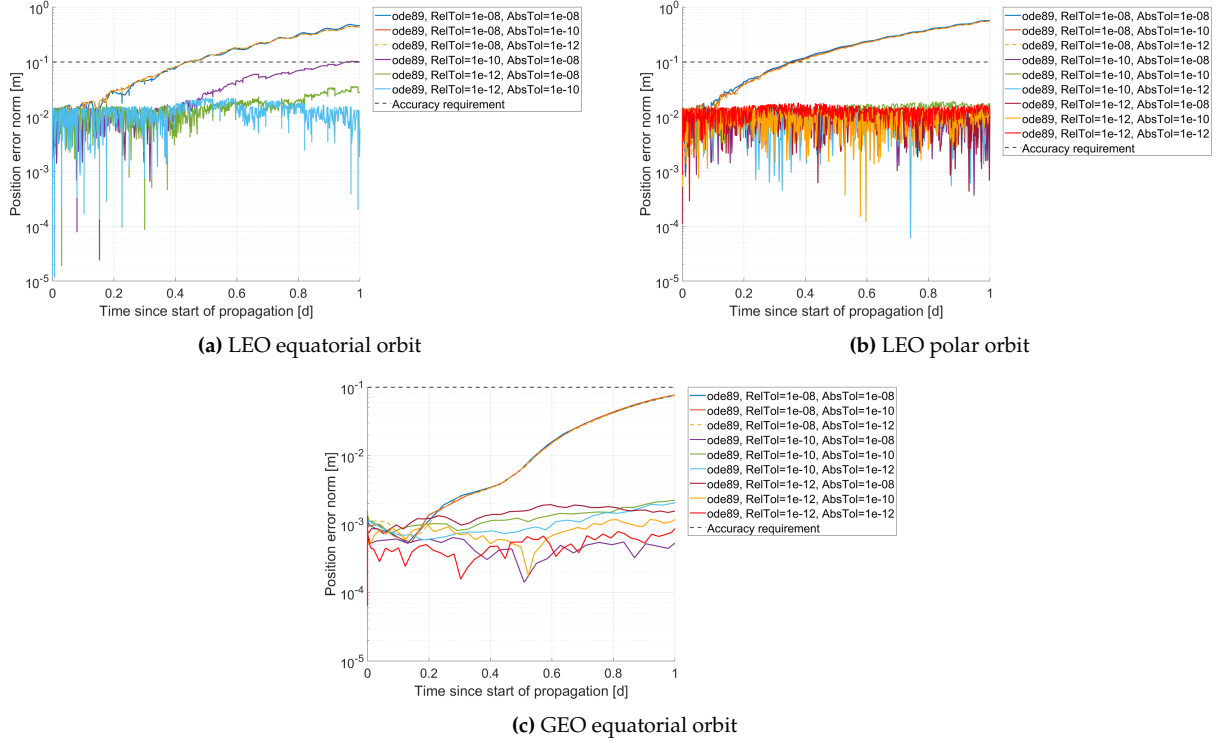 10^0
10^-1
10^-2
10^-3
10^-4
10^-5
Position error norm [m]
0 0.2 0.4 0.6 0.8 1
Time since start of propagation [d]
ode89, RelTol=1e-08, AbsTol=1e-08
ode89, RelTol=1e-08, AbsTol=1e-10
ode89, RelTol=1e-08, AbsTol=1e-12
ode89, RelTol=1e-10, AbsTol=1e-08
ode89, RelTol=1e-12, AbsTol=1e-08
ode89, RelTol=1e-12, AbsTol=1e-10
Accuracy requirement
(a) LEO equatorial orbit
10^0
10^-1
10^-2
10^-3
10^-4
10^-5
Position error norm [m]
0 0.2 0.4 0.6 0.8 1
Time since start of propagation [d]
ode89, RelTol=1e-08, AbsTol=1e-08
ode89, RelTol=1e-08, AbsTol=1e-10
ode89, RelTol=1e-08, AbsTol=1e-12
ode89, RelTol=1e-10, AbsTol=1e-08
ode89, RelTol=1e-10, AbsTol=1e-10
ode89, RelTol=1e-10, AbsTol=1e-12
ode89, RelTol=1e-12, AbsTol=1e-08
ode89, RelTol=1e-12, AbsTol=1e-10
ode89, RelTol=1e-12, AbsTol=1e-12
Accuracy requirement
(b) LEO polar orbit
10^-1
10^-2
10^-3
10^-4
10^-5
Position error norm [m]
0 0.2 0.4 0.6 0.8 1
Time since start of propagation [d]
ode89, RelTol=1e-08, AbsTol=1e-08
ode89, RelTol=1e-08, AbsTol=1e-10
ode89, RelTol=1e-08, AbsTol=1e-12
ode89, RelTol=1e-10, AbsTol=1e-08
ode89, RelTol=1e-10, AbsTol=1e-10
ode89, RelTol=1e-10, AbsTol=1e-12
ode89, RelTol=1e-12, AbsTol=1e-08
ode89, RelTol=1e-12, AbsTol=1e-10
ode89, RelTol=1e-12, AbsTol=1e-12
Accuracy requirement
(c) GEO equatorial orbit